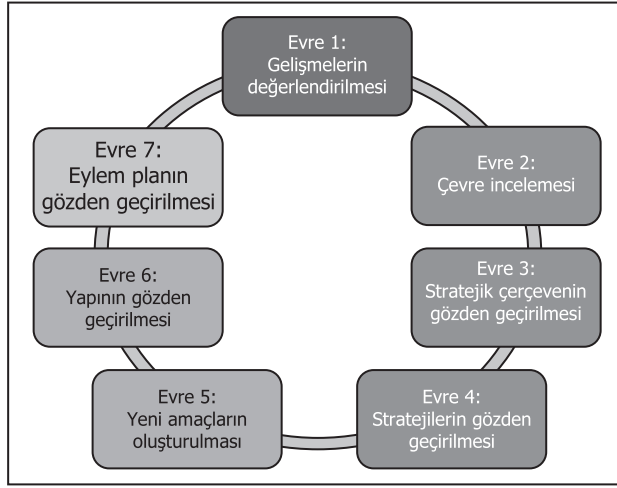 Evre 1:
Gelişmelerin
değerlendirilmesi
Evre 2:
Çevre incelemesi
Evre 3:
Stratejik çerçevenin
gözden geçirilmesi
Evre 4:
Stratejilerin gözden
geçirilmesi
Evre 5:
Yeni amaçların
oluşturulması
Evre 6:
Yapının gözden
geçirilmesi
Evre 7:
Eylem planın
gözden geçirilmesi